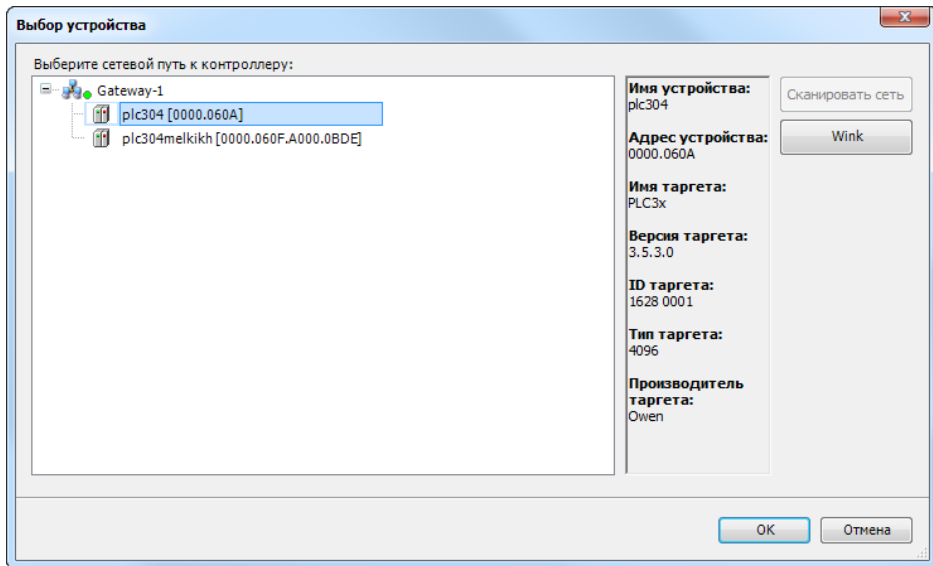 Выбор устройства
Выберите сетевой путь к контроллеру:
Gateway-1
plc304 [0000.060A]
plc304melkikh [0000.060F.A000.0BDE]
Имя устройства:
plc304
Адрес устройства:
0000.060A
Имя таргета:
PLC3x
Версия таргета:
3.5.3.0
ID таргета:
1628 0001
Тип таргета:
4096
Производитель
таргета:
Owen
Сканировать сеть
Wink
OK
Отмена